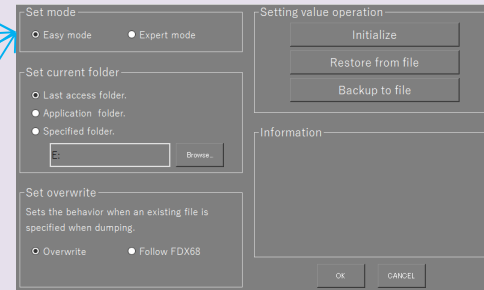 Set mode
Easy mode
Expert mode
Set current folder
Last access folder.
Application folder.
Specified folder.
E:
Browse..
Set overwrite
Sets the behavior when an existing file is
specified when dumping.
Overwrite
Follow FDX68
Setting value operation
Initialize
Restore from file
Backup to file
Information
OK
CANCEL